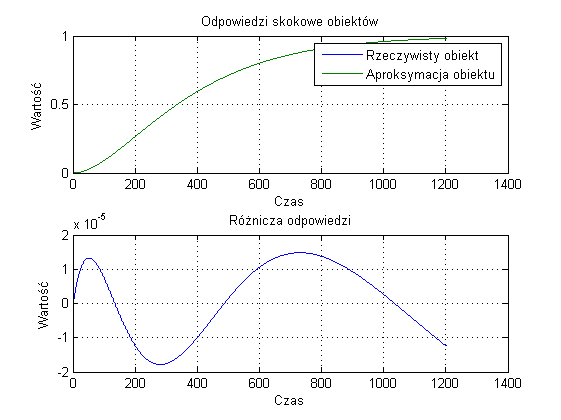 Odpowiedzi skokowe obiektów
Wartość
1
0.5
0
Rzeczywisty obiekt
Aproksymacja obiektu
0 200 400 600 800 1000 1200 1400
Czas
Różnicza odpowiedzi
x 10^-5
Wartość
2
1
0
-1
-2
0 200 400 600 800 1000 1200 1400
Czas